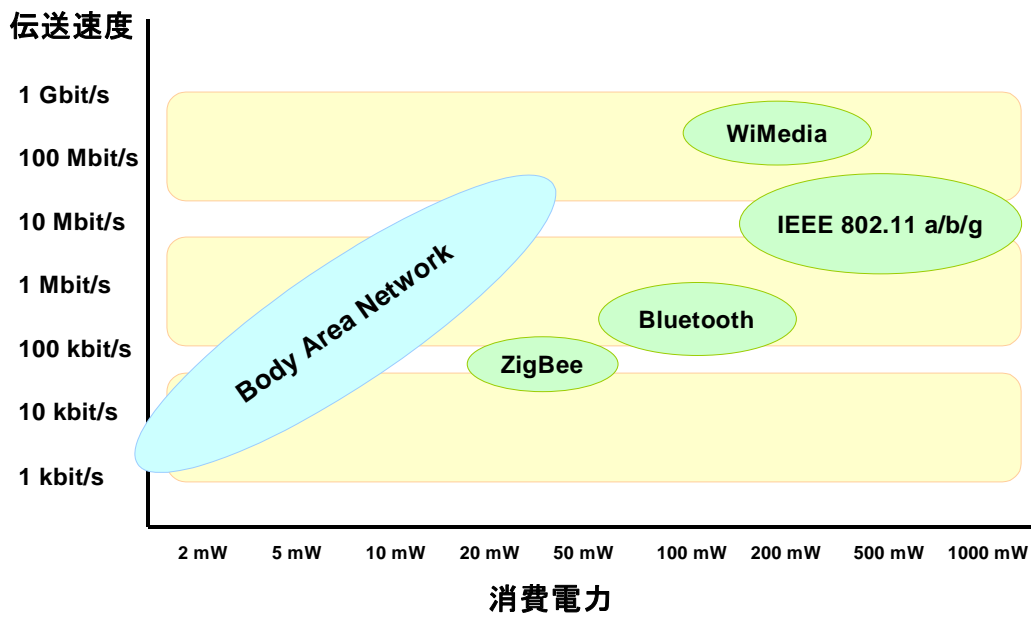 伝送速度
1 Gbit/s
100 Mbit/s
10 Mbit/s
1 Mbit/s
100 kbit/s
10 kbit/s
1 kbit/s
WiMedia
IEEE 802.11 a/b/g
Body Area Network
Bluetooth
ZigBee
2 mW 5 mW 10 mW 20 mW 50 mW 100 mW 200 mW 500 mW 1000 mW
消費電力